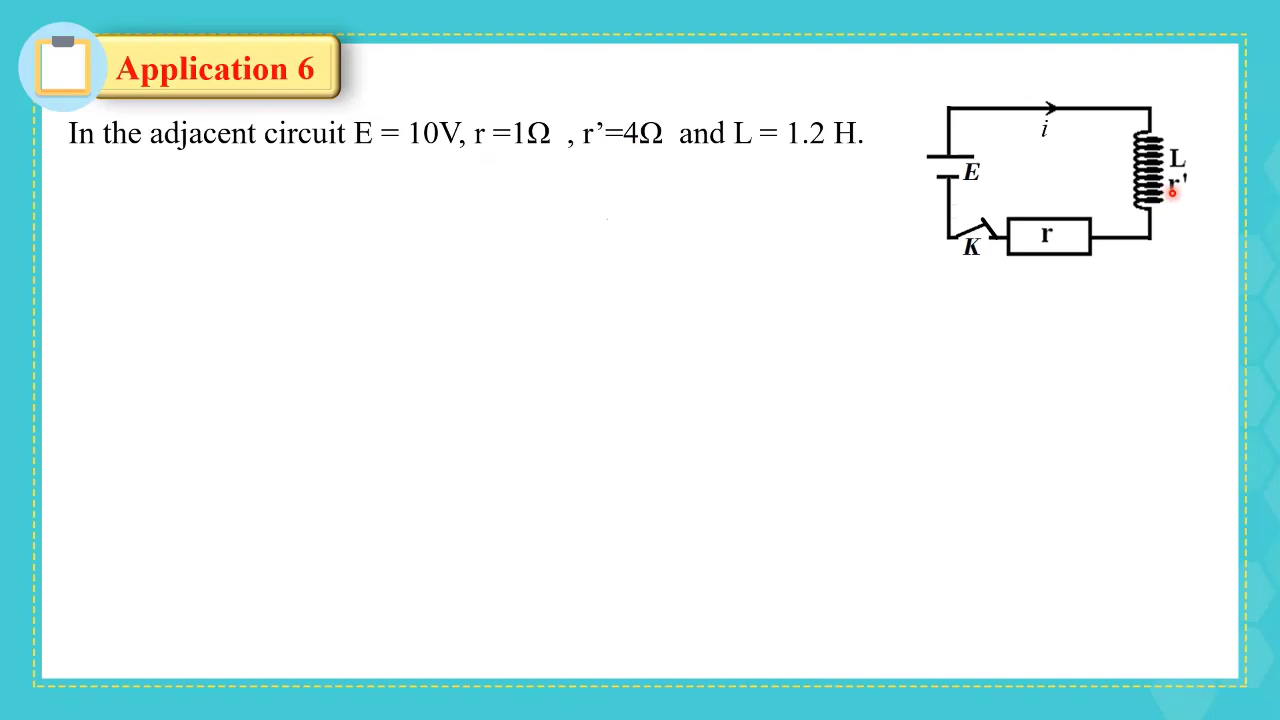 Application 6
In the adjacent circuit E = 10V, r =1Ω , r’=4Ω and L = 1.2 H.
i
E
L
r'
K
r